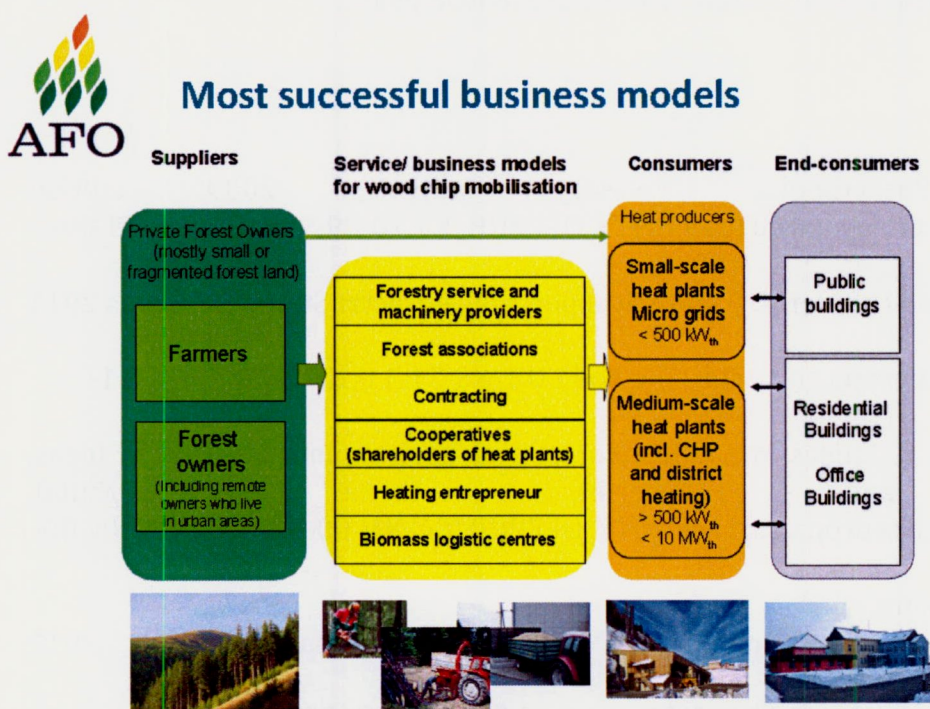 AFO
Most successful business models
Suppliers
Service/ business models
for wood chip mobilisation
Consumers
End-consumers
Private Forest Owners
(mostly small or
fragmented forest land)
Farmers
Forest
owners
(Including remote
owners who live
in urban areas)
Forestry service and
machinery providers
Forest associations
Contracting
Cooperatives
(shareholders of heat plants)
Heating entrepreneur
Biomass logistic centres
Heat producers
Small-scale
heat plants
Micro grids
< 500 kWth
Medium-scale
heat plants
(incl. CHP
and district
heating)
> 500 kWth
< 10 MWth
Public
buildings
Residential
Buildings
Office
Buildings